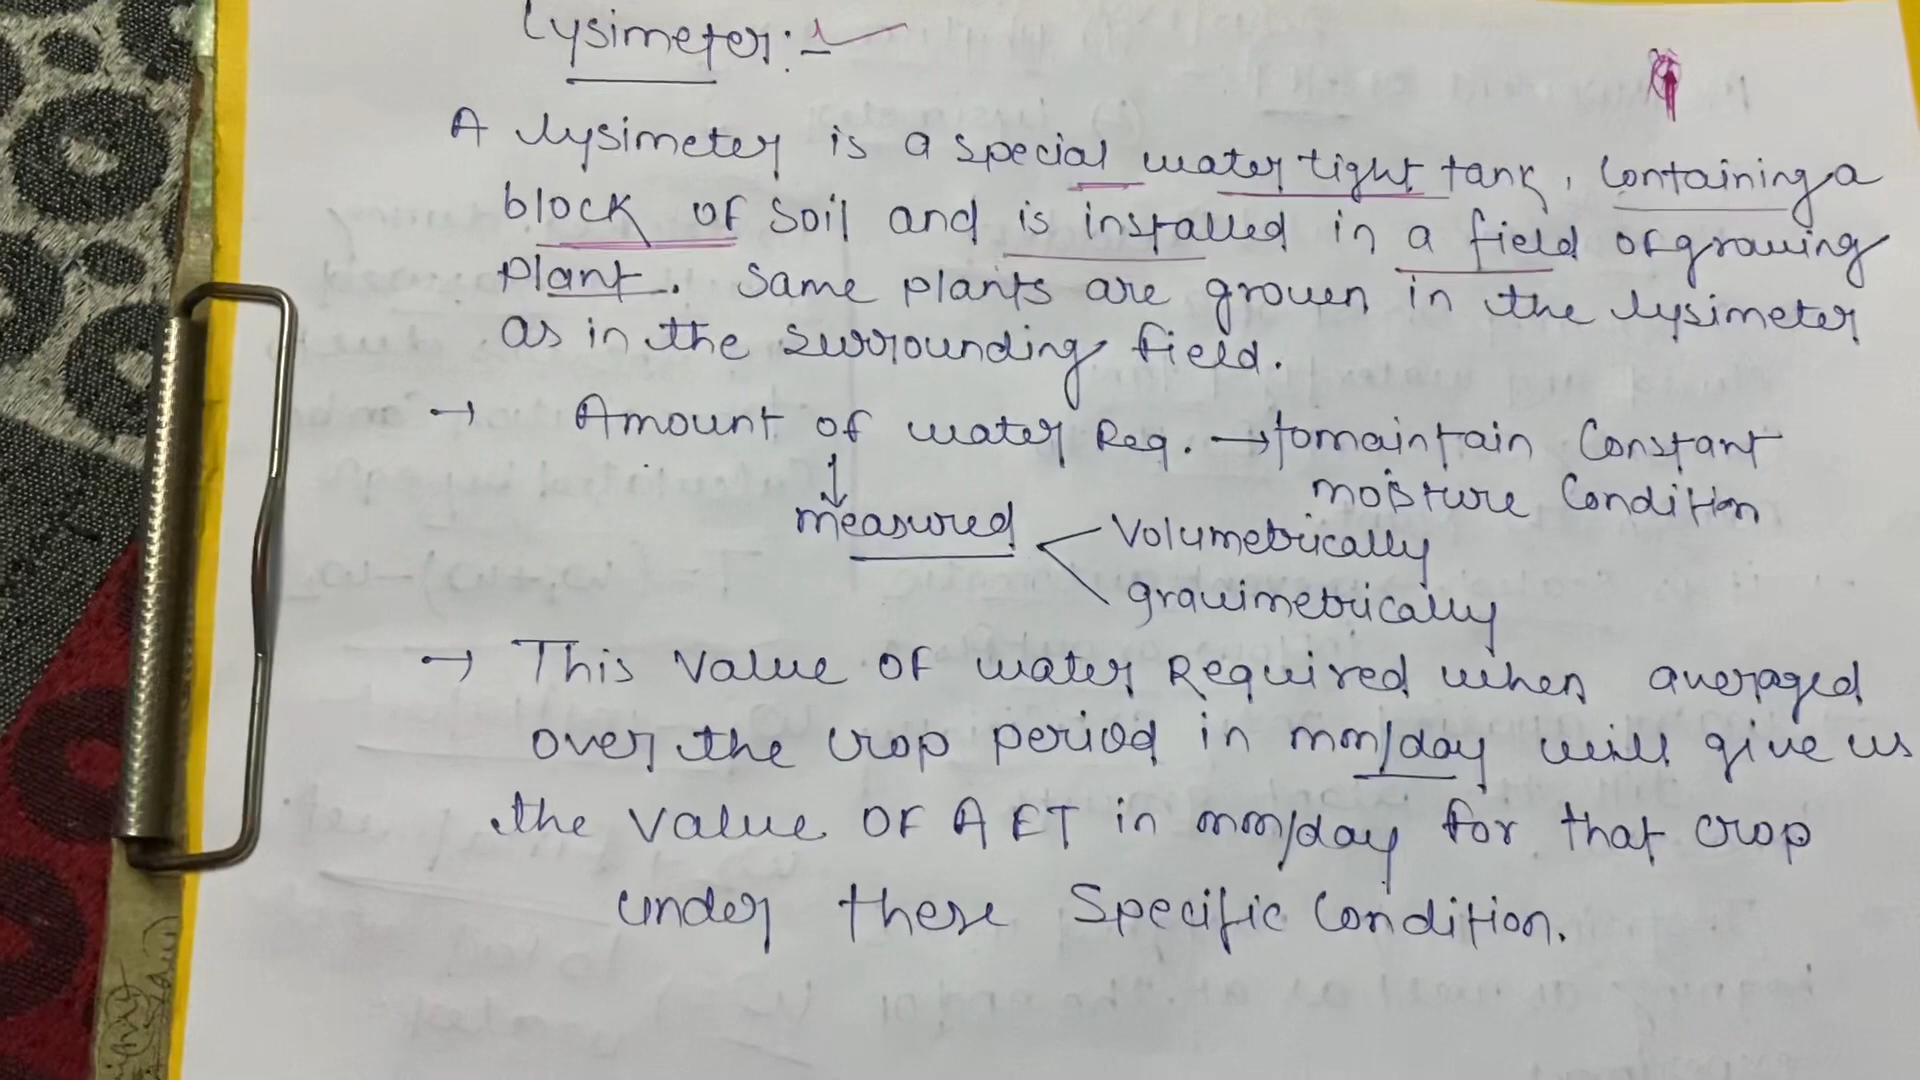 Lysimeter:-
A lysimeter is a special water tight tank, containing a
block of soil and is installed in a field of growing
plant. Same plants are grown in the lysimeter
as in the surrounding field.
→ Amount of water Req. → to maintain Constant
moisture Condition
↓
measured
Volumetrically
gravimetrically
→ This value of water Required when averaged
over the crop period in mm/day will give us
the value of AET in mm/day for that crop
under these Specific Condition.